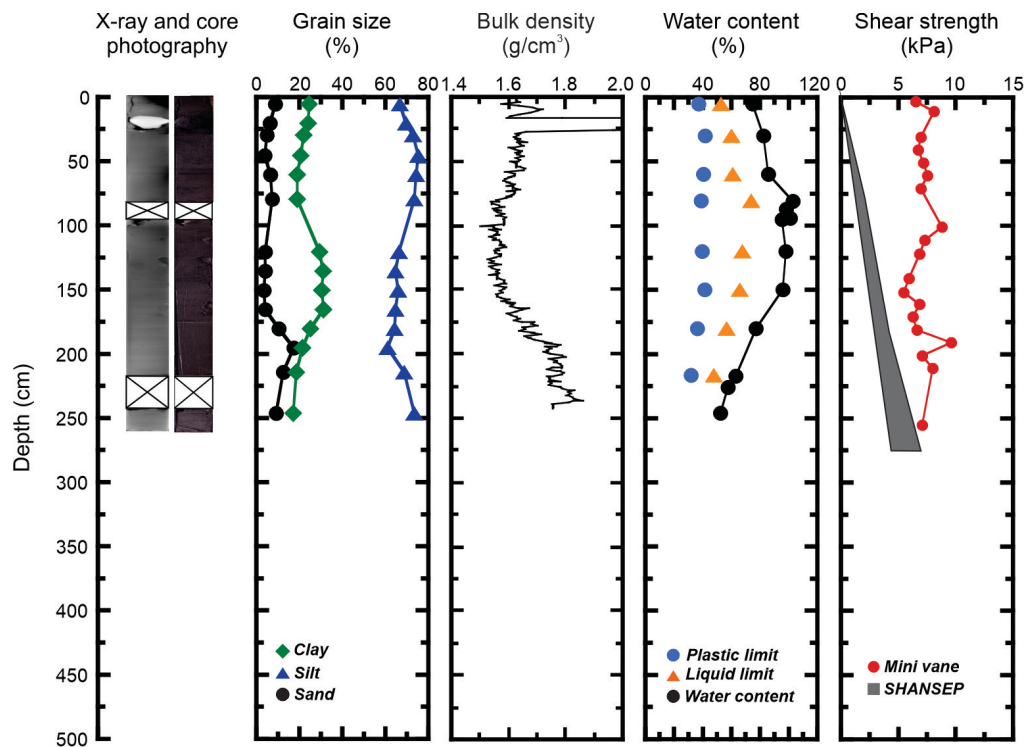 X-ray and core
photography
Grain size
(%)
Bulk density
(g/cm³)
Water content
(%)
Shear strength
(kPa)
0 20 40 60 80
1.4 1.6 1.8 2.0
0 40 80 120
0 5 10 15
Depth (cm)
0
50
100
150
200
250
300
350
400
450
500
Clay
Silt
Sand
Plastic limit
Liquid limit
Water content
Mini vane
SHANSEP